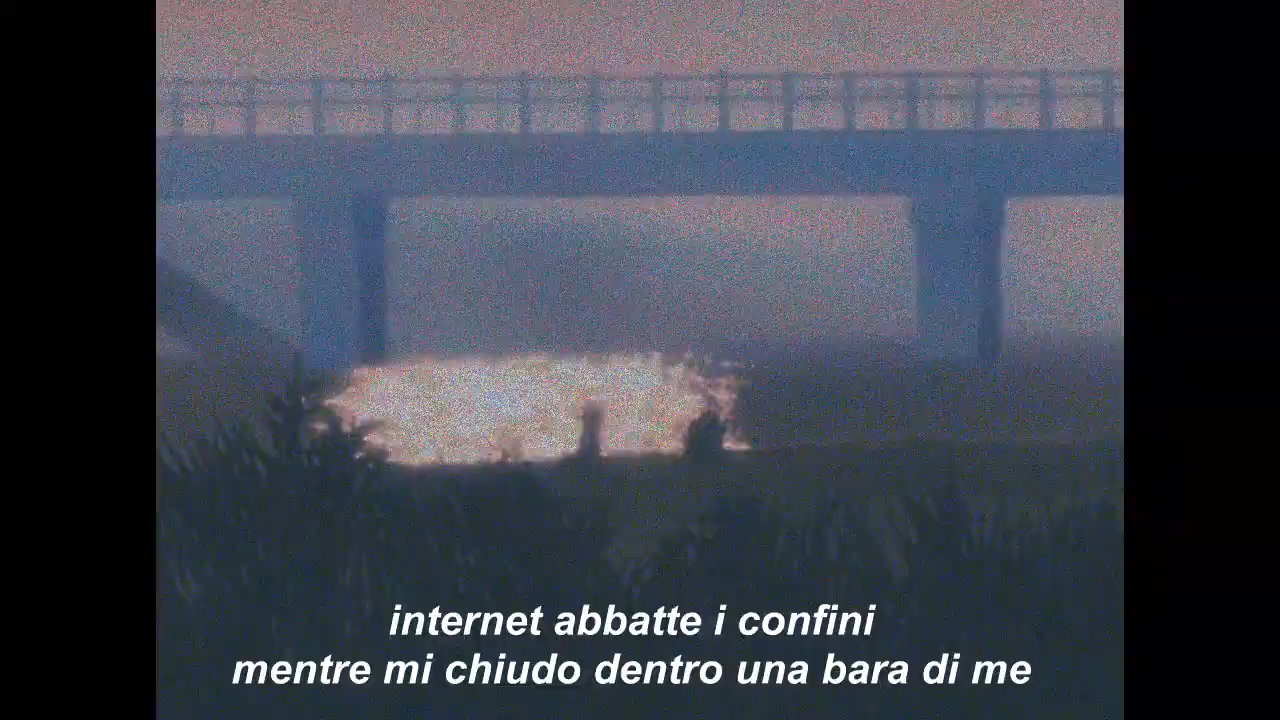 internet abbatte i confini
mentre mi chiudo dentro una bara di me